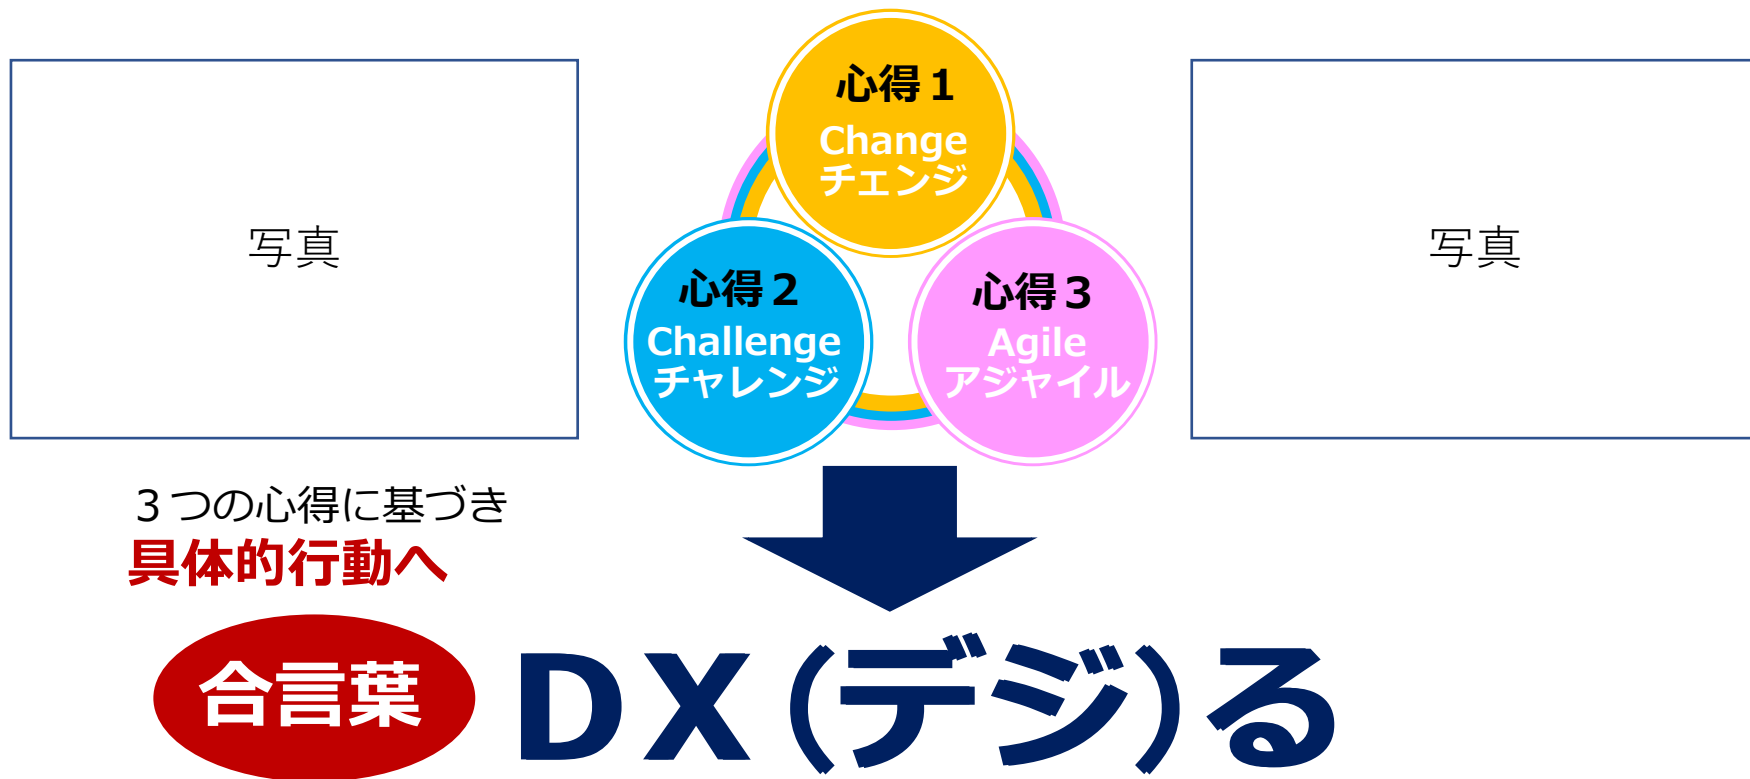 写真
心得１
Change
チェンジ
心得２
Challenge
チャレンジ
心得３
Agile
アジャイル
写真
３つの心得に基づき
具体的行動へ
合言葉
DX(デジ)る